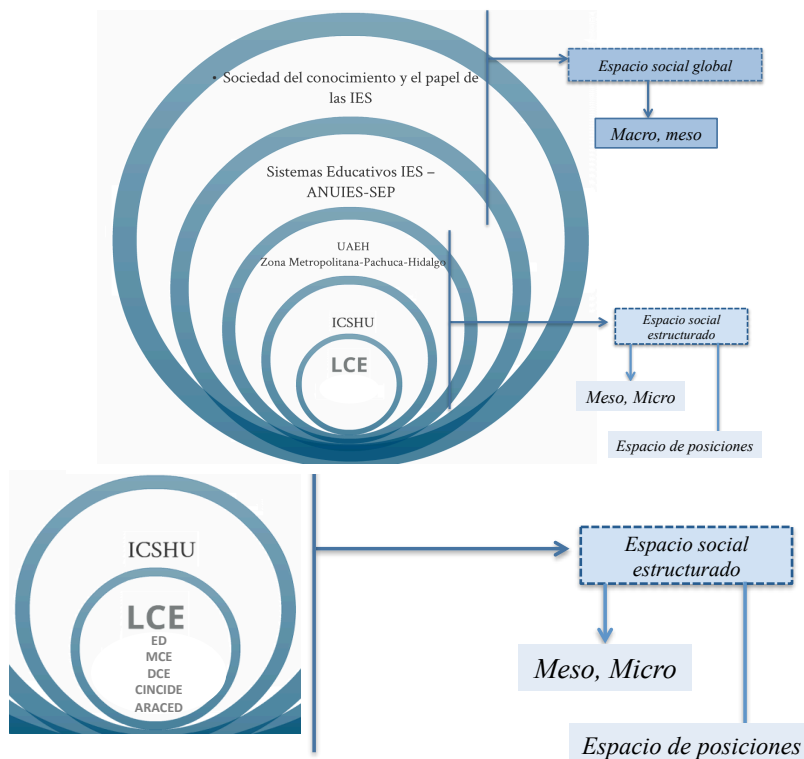 • Sociedad del conocimiento y el papel de
las IES
Espacio social global
Macro, meso
Sistemas Educativos IES –
ANUIES-SEP
UAEH
Zona Metropolitana-Pachuca-Hidalgo
ICSHU
LCE
Espacio social
estructurado
Meso, Micro
Espacio de posiciones
ICSHU
LCE
ED
MCE
DCE
CINCIDE
ARACED
Espacio social
estructurado
Meso, Micro
Espacio de posiciones